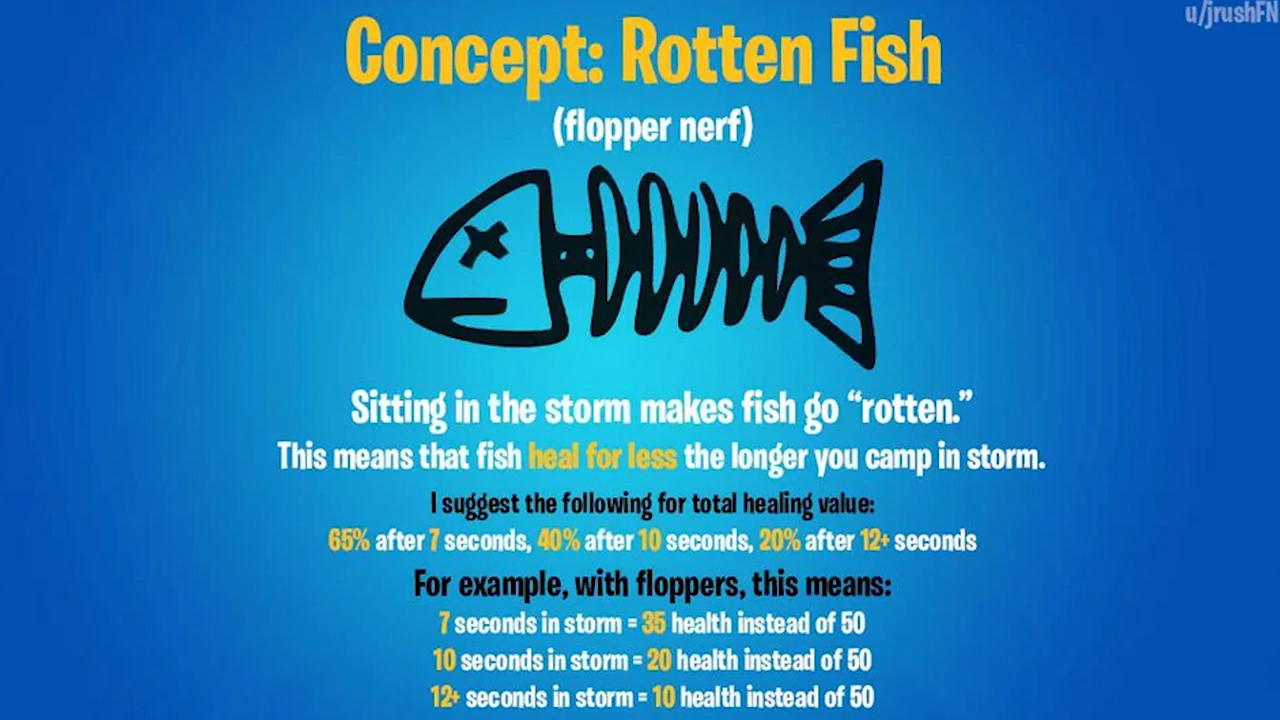 u/jrushFN
Concept: Rotten Fish
(flopper nerf)
Sitting in the storm makes fish go “rotten.”
This means that fish heal for less the longer you camp in storm.
I suggest the following for total healing value:
65% after 7 seconds, 40% after 10 seconds, 20% after 12+ seconds
For example, with floppers, this means:
7 seconds in storm = 35 health instead of 50
10 seconds in storm = 20 health instead of 50
12+ seconds in storm = 10 health instead of 50